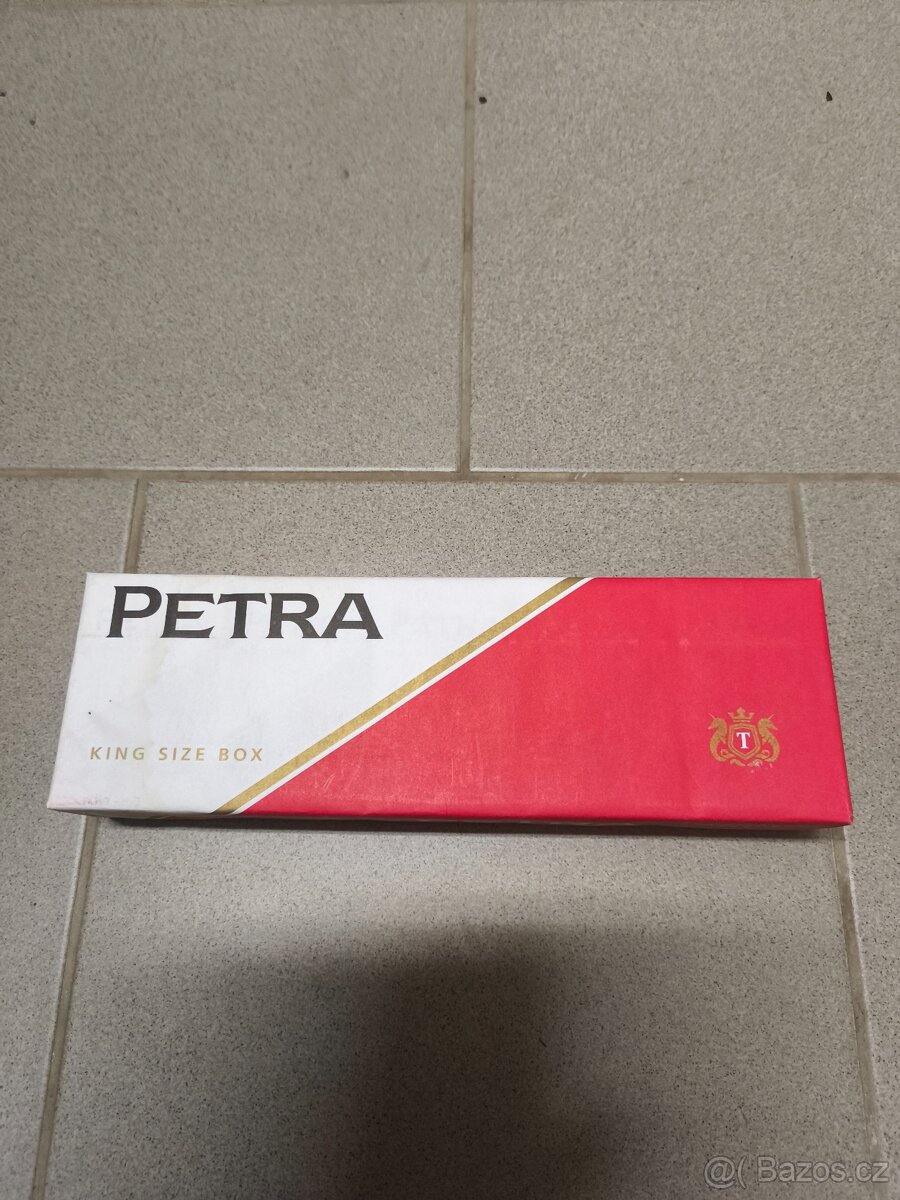 PETRA
KING SIZE BOX
T
@( Bazos.cz